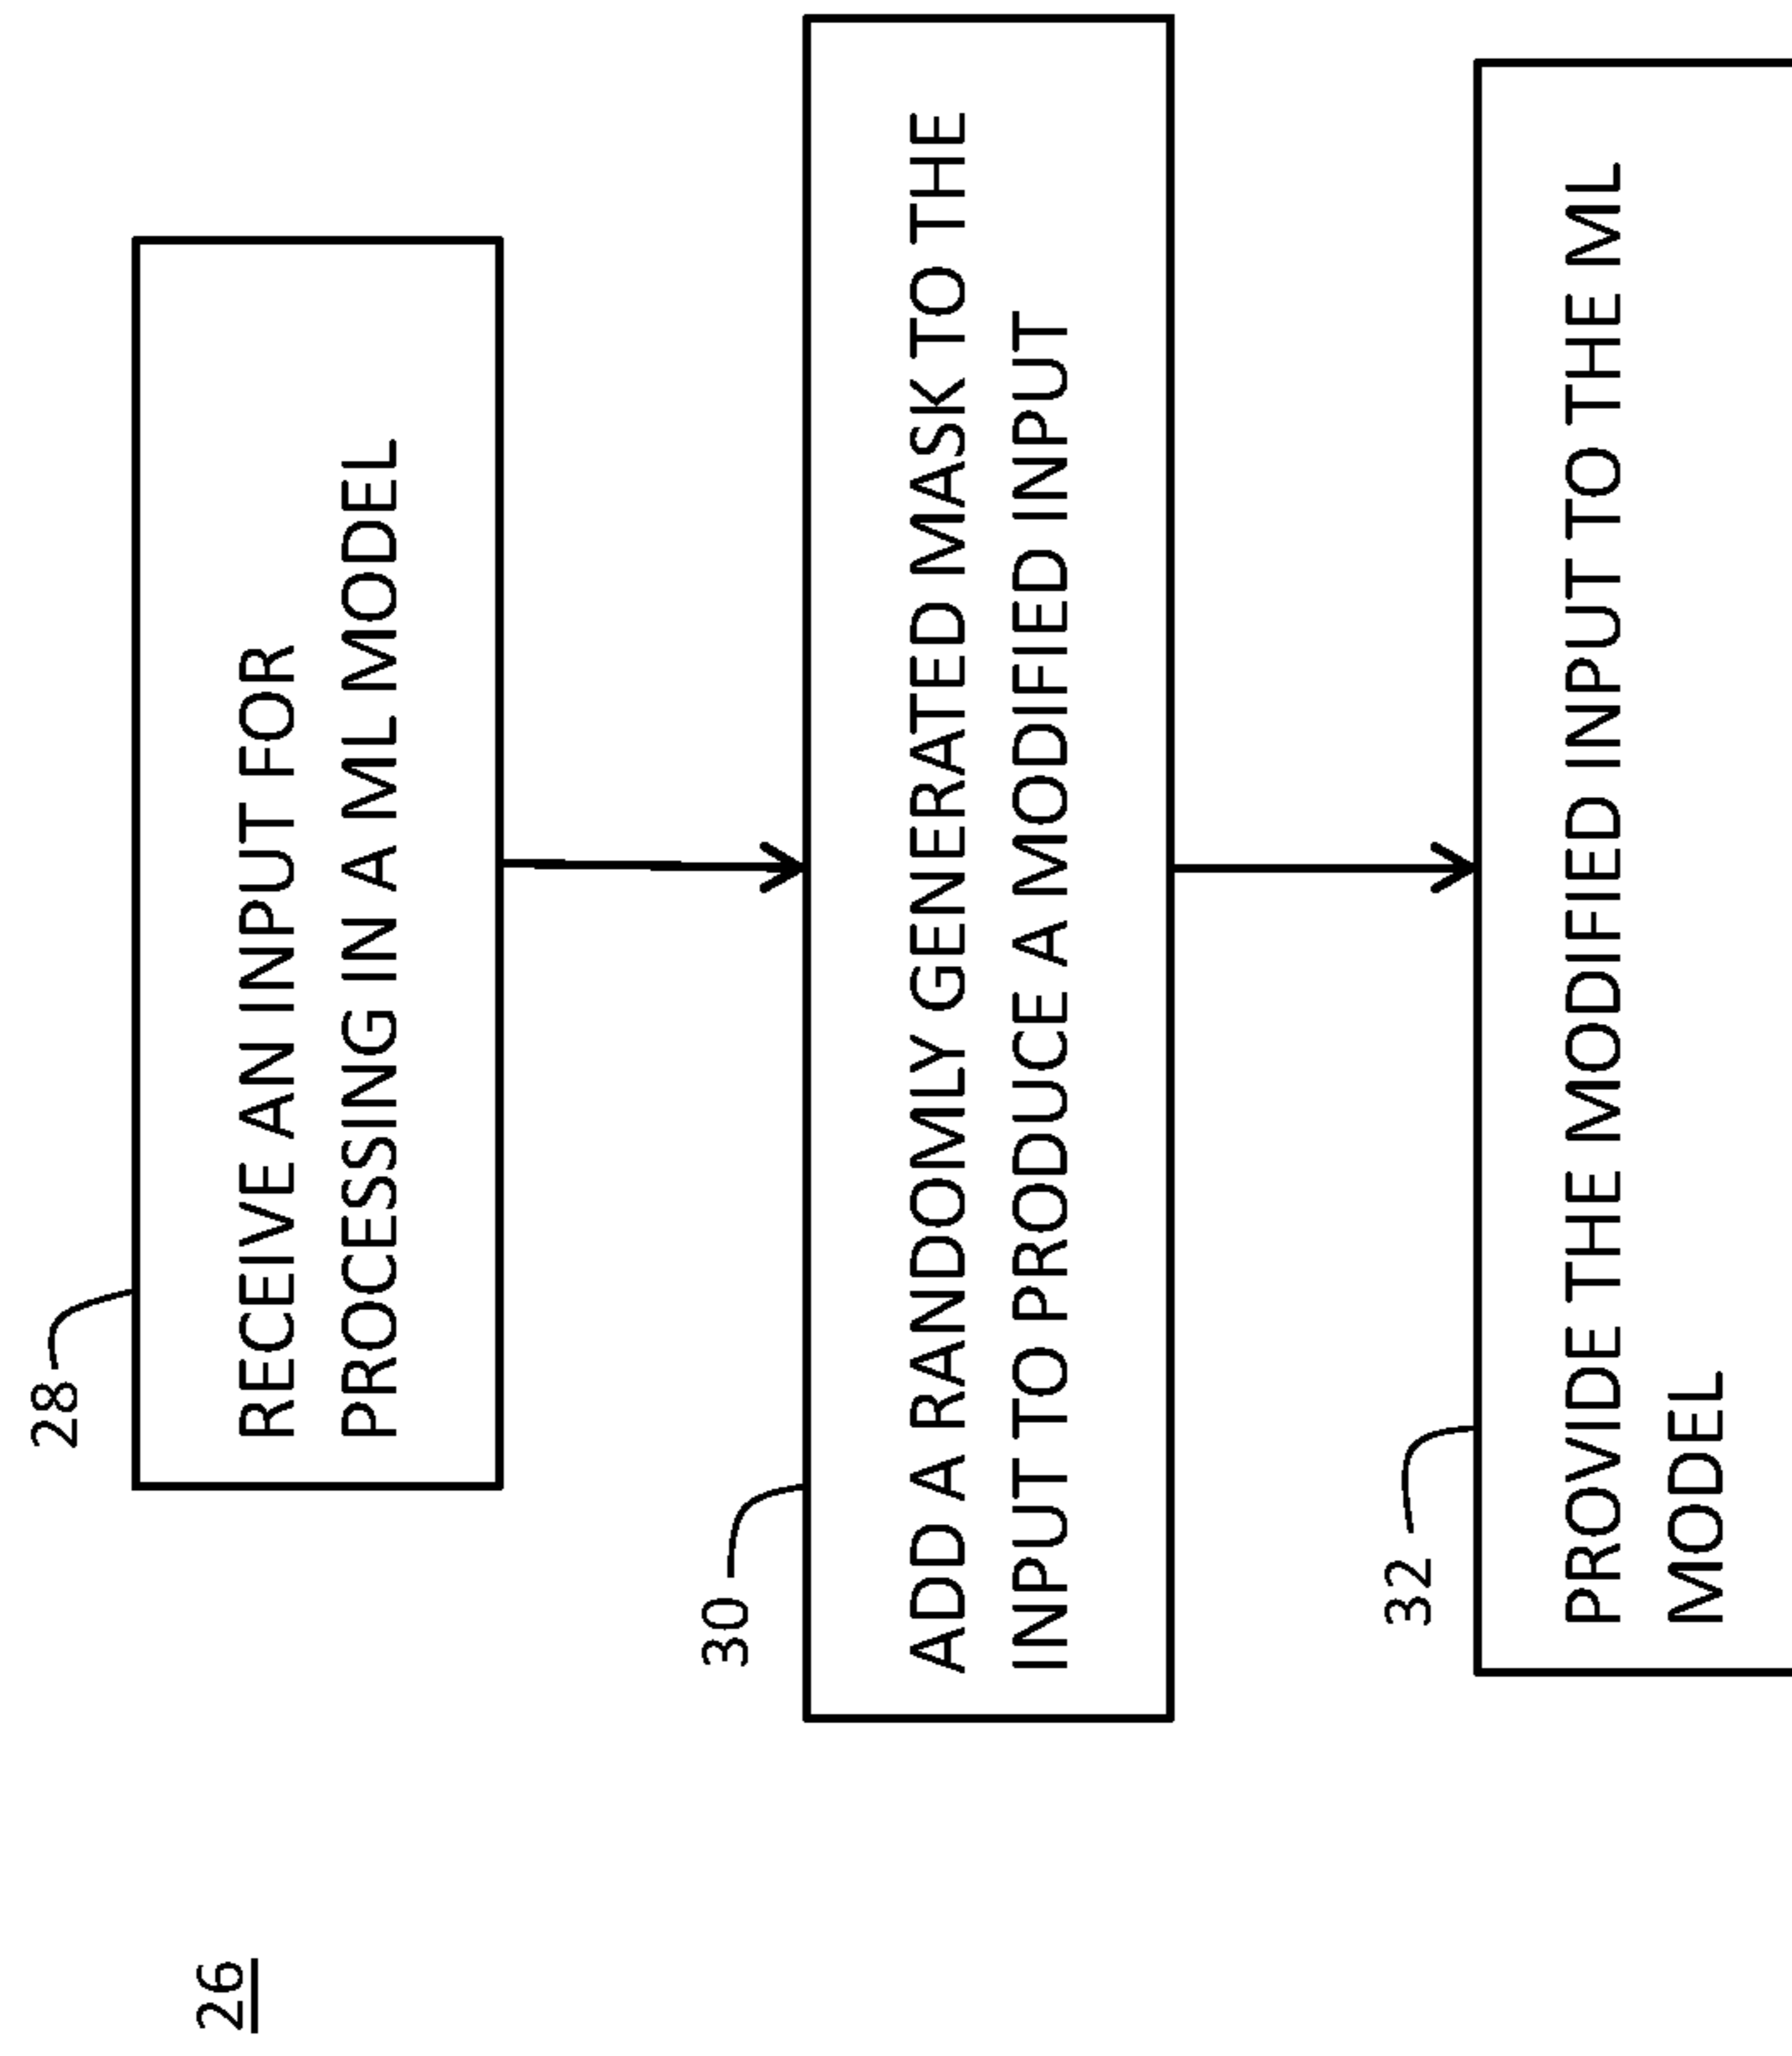 26
28
RECEIVE AN INPUT FOR
PROCESSING IN A ML MODEL
30
ADD A RANDOMLY GENERATED MASK TO THE
INPUT TO PRODUCE A MODIFIED INPUT
32
PROVIDE THE MODIFIED INPUT TO THE ML
MODEL